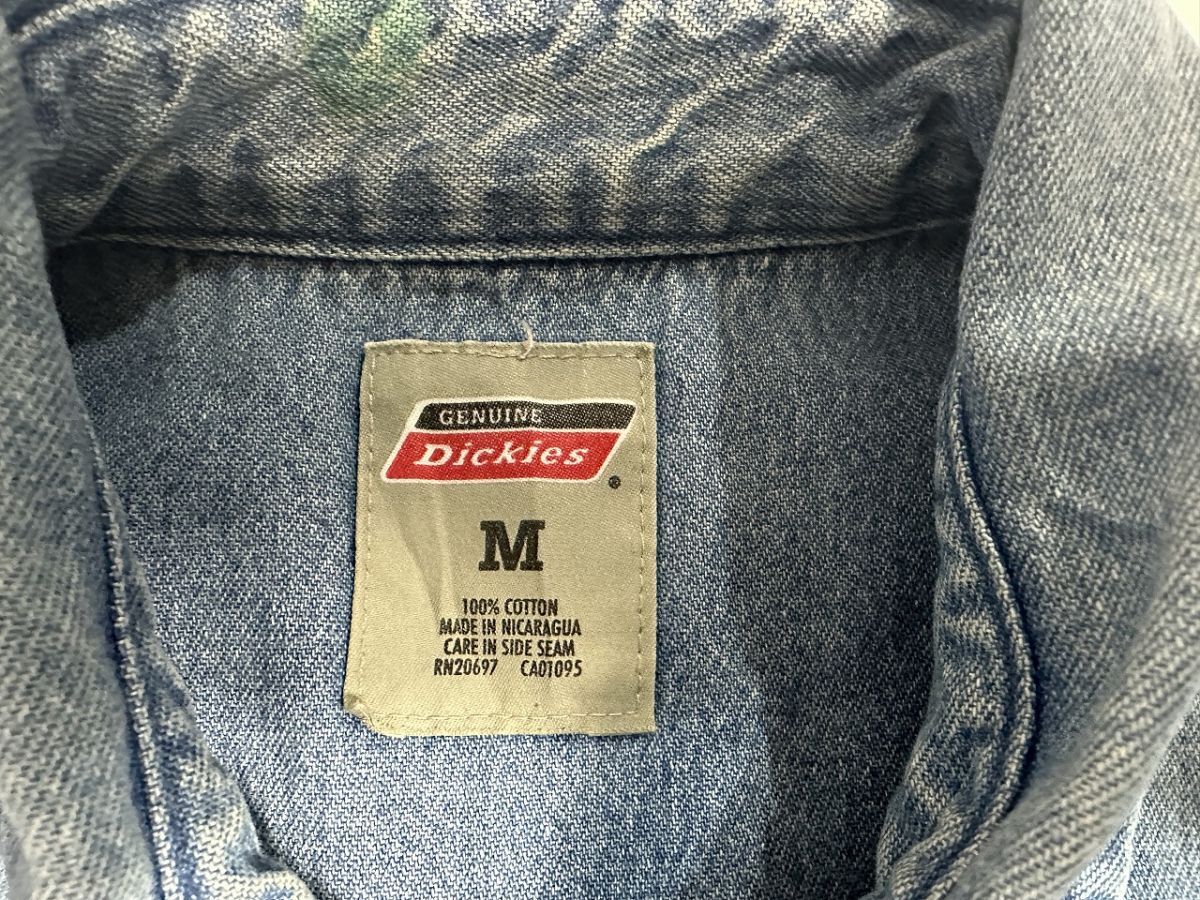 GENUINE
Dickies
M
100% COTTON
MADE IN NICARAGUA
CARE IN SIDE SEAM
RN20697 CA01095